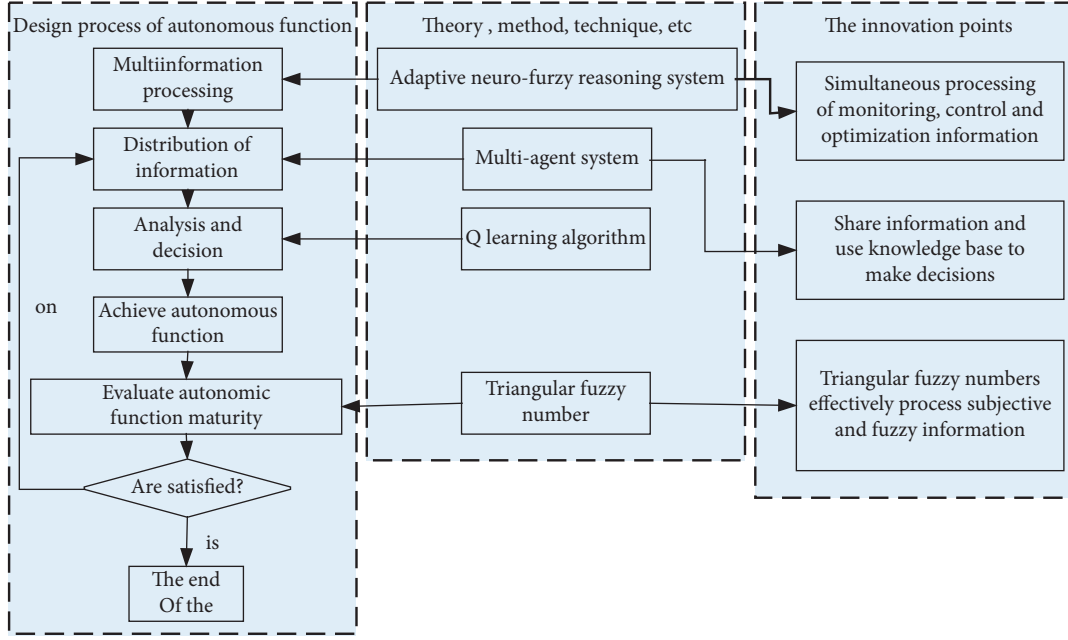 Design process of autonomous function
Multiinformation
processing
Distribution of
information
Analysis and
decision
on
Achieve autonomous
function
Evaluate autonomic
function maturity
Are satisfied?
is
The end
Of the
Theory , method, technique, etc
Adaptive neuro-furzy reasoning system
Multi-agent system
Q learning algorithm
Triangular fuzzy
number
The innovation points
Simultaneous processing
of monitoring, control and
optimization information
Share information and
use knowledge base to
make decisions
Triangular fuzzy numbers
effectively process subjective
and fuzzy information